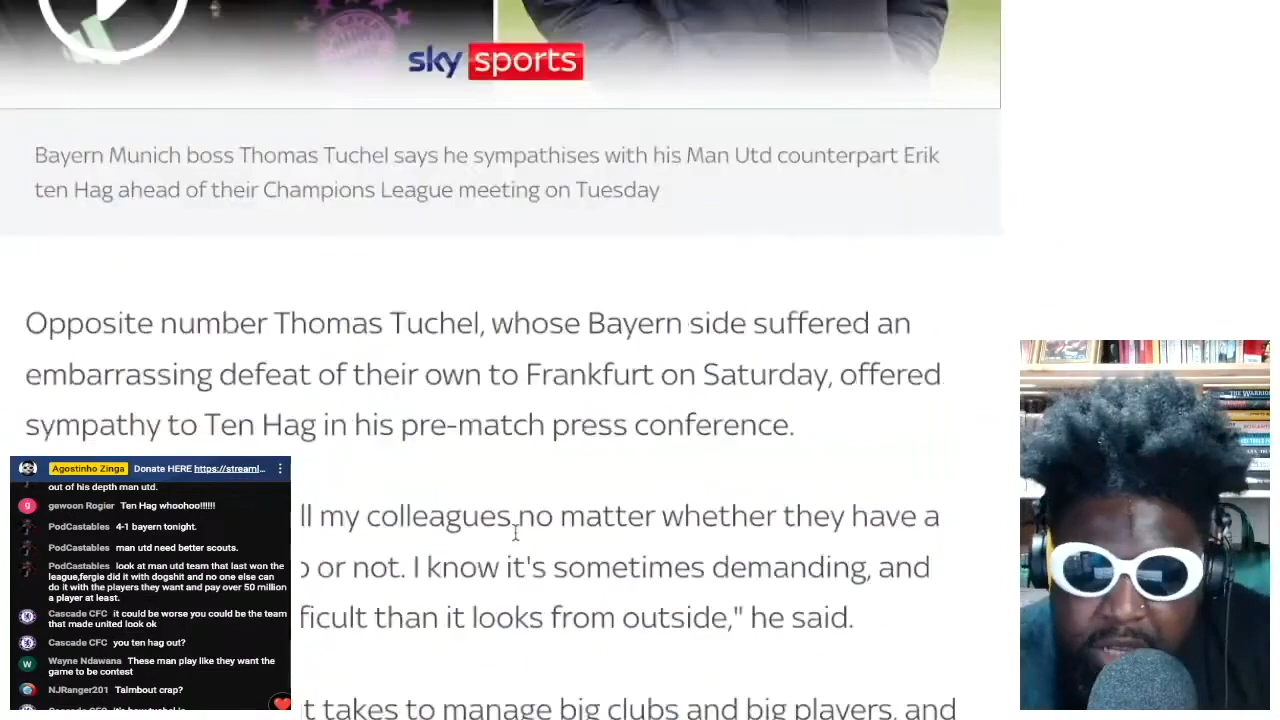 sky sports
Bayern Munich boss Thomas Tuchel says he sympathises with his Man Utd counterpart Erik
ten Hag ahead of their Champions League meeting on Tuesday
Opposite number Thomas Tuchel, whose Bayern side suffered an
embarrassing defeat of their own to Frankfurt on Saturday, offered
sympathy to Ten Hag in his pre-match press conference.
ll my colleagues, no matter whether they have a
o or not. I know it's sometimes demanding, and
ficult than it looks from outside," he said.
t takes to manage big clubs and big players, and
Agostinho Zinga Donate HERE https://streaml...
out of his depth man utd.
gewoon Rogier Ten Hag whoohoo!!!!!!
PodCastables 4-1 bayern tonight.
PodCastables man utd need better scouts.
PodCastables look at man utd team that last won the
league,fergie did it with dogshit and no one else can
do it with the players they want and pay over 50 million
a player at least.
Cascade CFC it could be worse you could be the team
that made united look ok
Cascade CFC you ten hag out?
Wayne Ndawana These man play like they want the
game to be contest
NJRanger201 Talmbout crap?